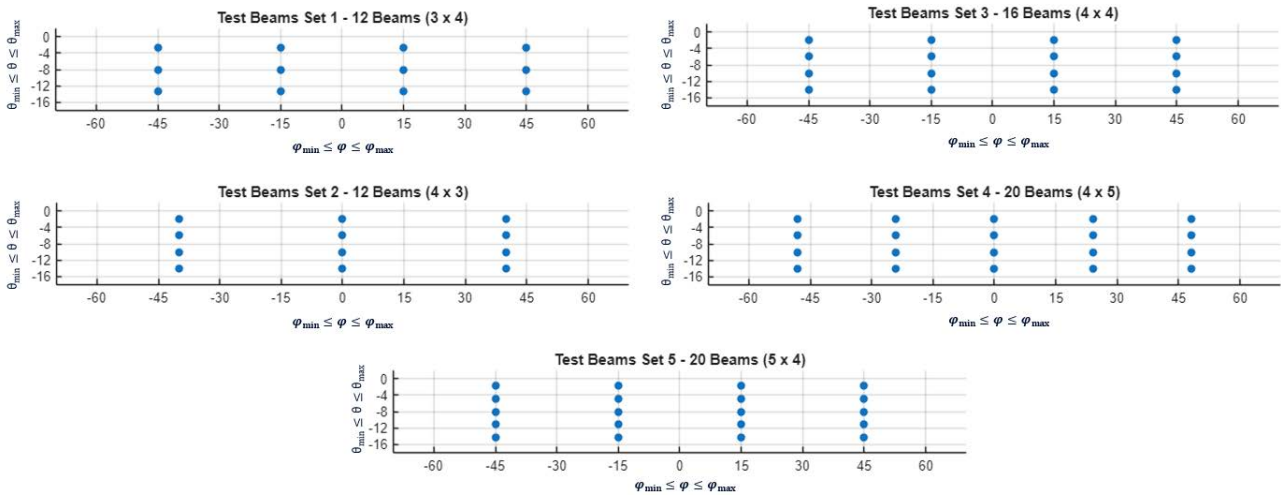 Test Beams Set 1 - 12 Beams (3 x 4)
θmin ≤ θ ≤ θmax
0
-4
-8
-12
-16
-60 -45 -30 -15 0 15 30 45 60
φmin ≤ φ ≤ φmax
Test Beams Set 3 - 16 Beams (4 x 4)
θmin ≤ θ ≤ θmax
0
-4
-8
-12
-16
-60 -45 -30 -15 0 15 30 45 60
φmin ≤ φ ≤ φmax
Test Beams Set 2 - 12 Beams (4 x 3)
θmin ≤ θ ≤ θmax
0
-4
-8
-12
-16
-60 -45 -30 -15 0 15 30 45 60
φmin ≤ φ ≤ φmax
Test Beams Set 4 - 20 Beams (4 x 5)
θmin ≤ θ ≤ θmax
0
-4
-8
-12
-16
-60 -45 -30 -15 0 15 30 45 60
φmin ≤ φ ≤ φmax
Test Beams Set 5 - 20 Beams (5 x 4)
θmin ≤ θ ≤ θmax
0
-4
-8
-12
-16
-60 -45 -30 -15 0 15 30 45 60
φmin ≤ φ ≤ φmax